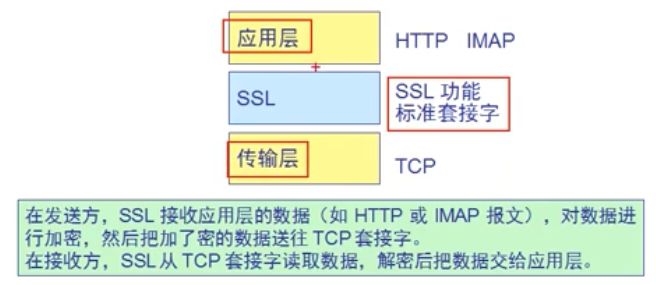 应用层 HTTP IMAP
SSL SSL 功能
标准套接字
传输层 TCP
在发送方，SSL 接收应用层的数据（如 HTTP 或 IMAP 报文），对数据进
行加密，然后把加了密的数据送往 TCP 套接字。
在接收方，SSL 从 TCP 套接字读取数据，解密后把数据交给应用层。